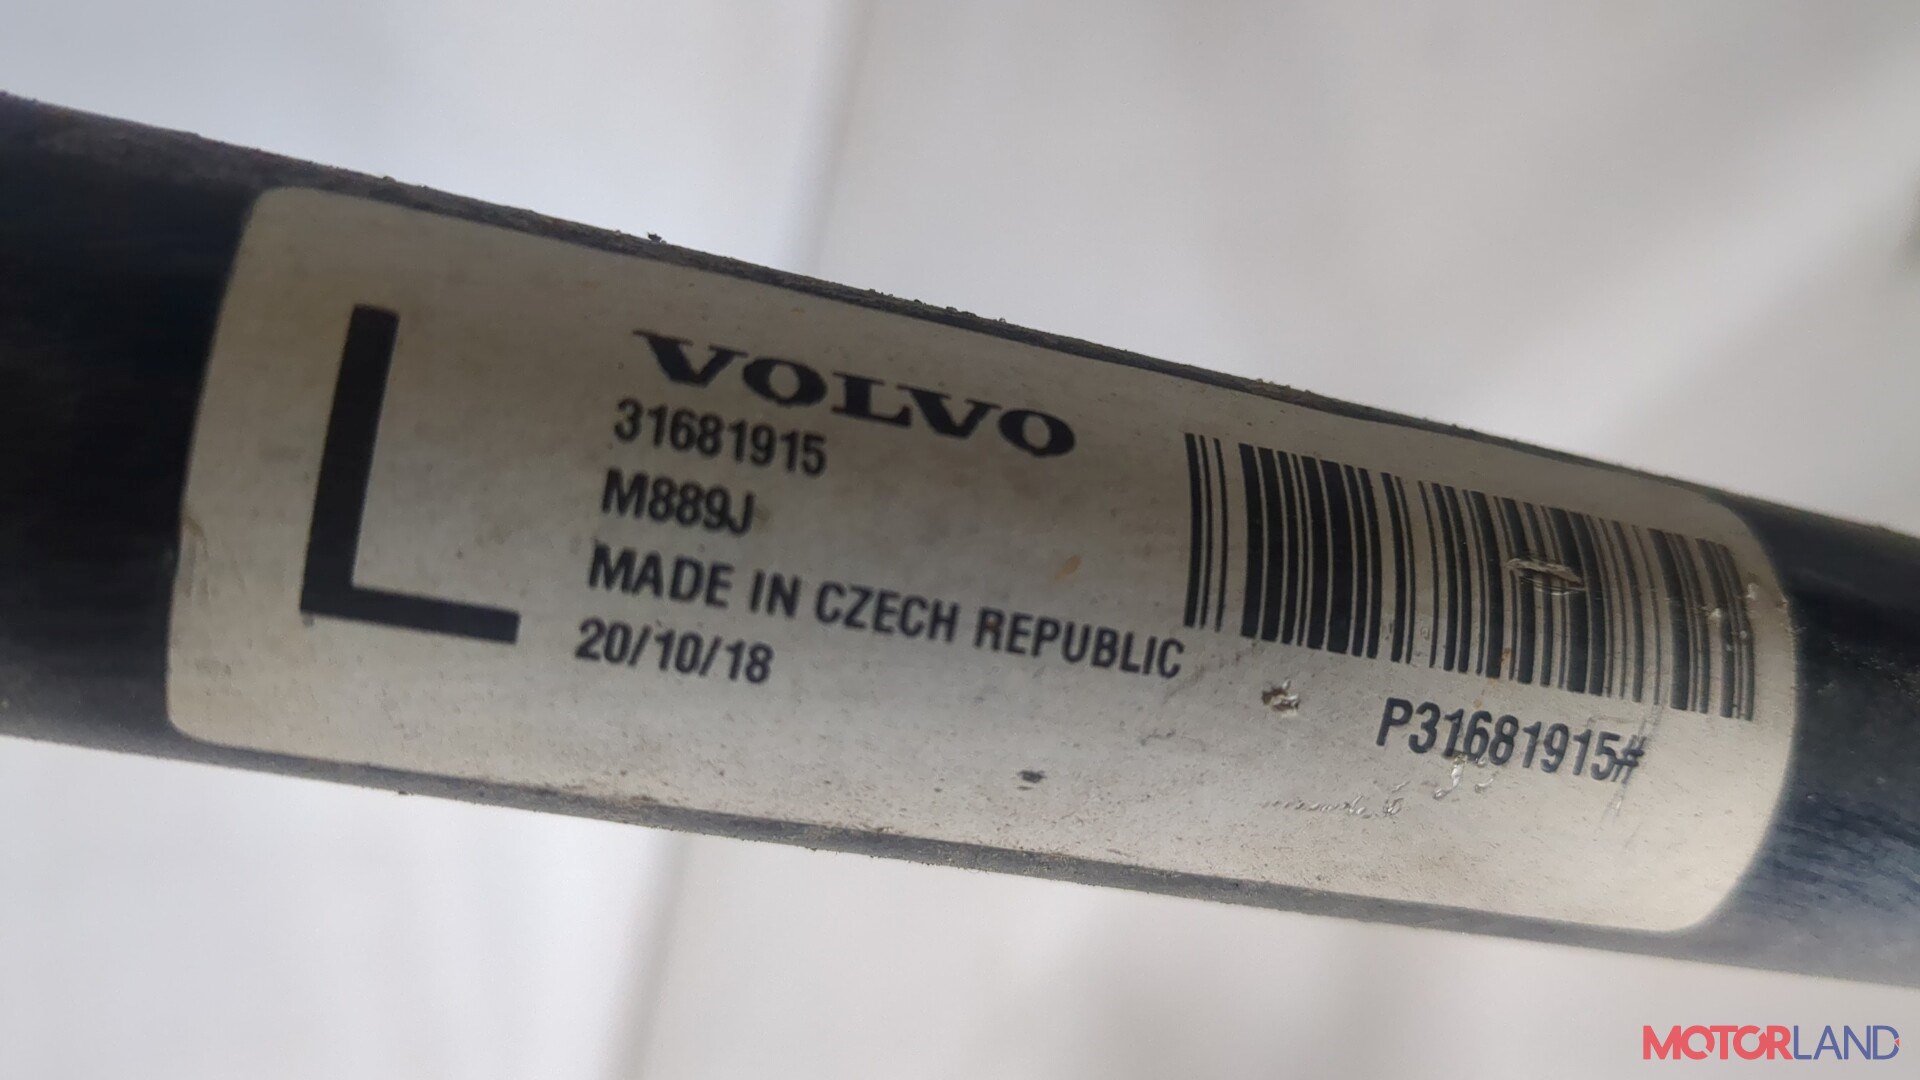 L
VOLVO
31681915
M889J
MADE IN CZECH REPUBLIC
20/10/18
P31681915#
MOTORLAND